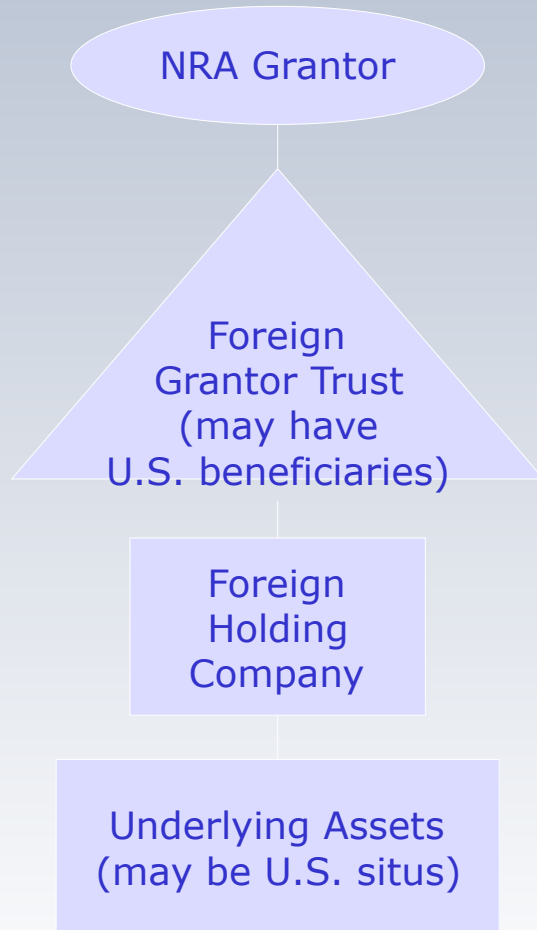 NRA Grantor
Foreign
Grantor Trust
(may have
U.S. beneficiaries)
Foreign
Holding
Company
Underlying Assets
(may be U.S. situs)